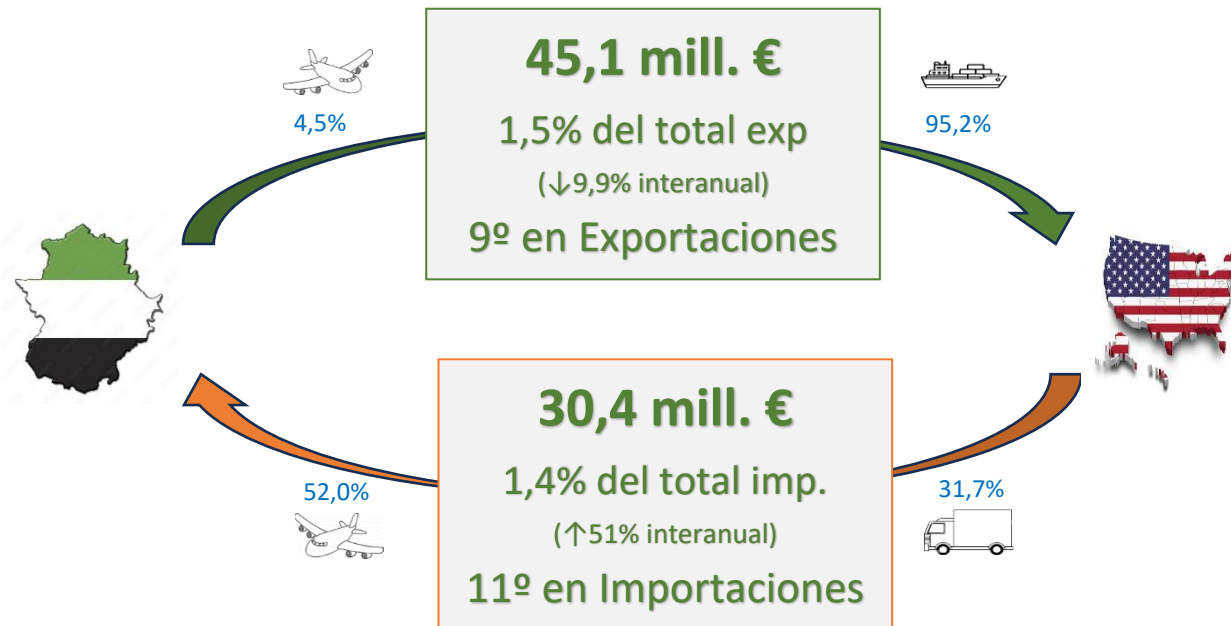 45,1 mill. €
4,5%
95,2%
1,5% del total exp
(↓9,9% interanual)
9º en Exportaciones
30,4 mill. €
52,0%
1,4% del total imp.
31,7%
(↑51% interanual)
11º en Importaciones